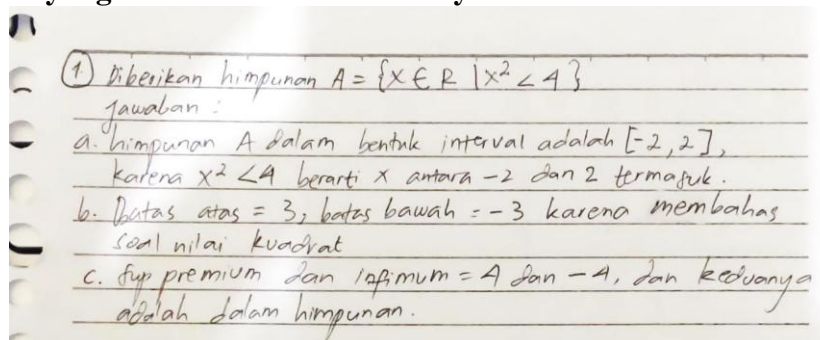 1. Diberikan himpunan A = {x ∈ R | x² < 4}
Jawaban :
a. himpunan A dalam bentuk interval adalah [-2, 2],
karena x² < 4 berarti x antara -2 dan 2 termasuk.
b. Batas atas = 3, batas bawah = -3 karena membahas
soal nilai kuadrat
c. Suppremium dan infimum = 4 dan -4, dan keduanya
adalah dalam himpunan.